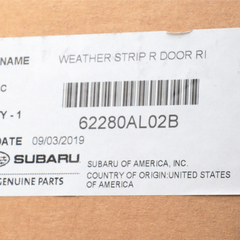 NAME WEATHER STRIP R DOOR RI
C
Y - 1
62280AL02B
DATE 09/03/2019
SUBARU SUBARU OF AMERICA, INC.
GENUINE PARTS COUNTRY OF ORIGIN:UNITED STATES
OF AMERICA